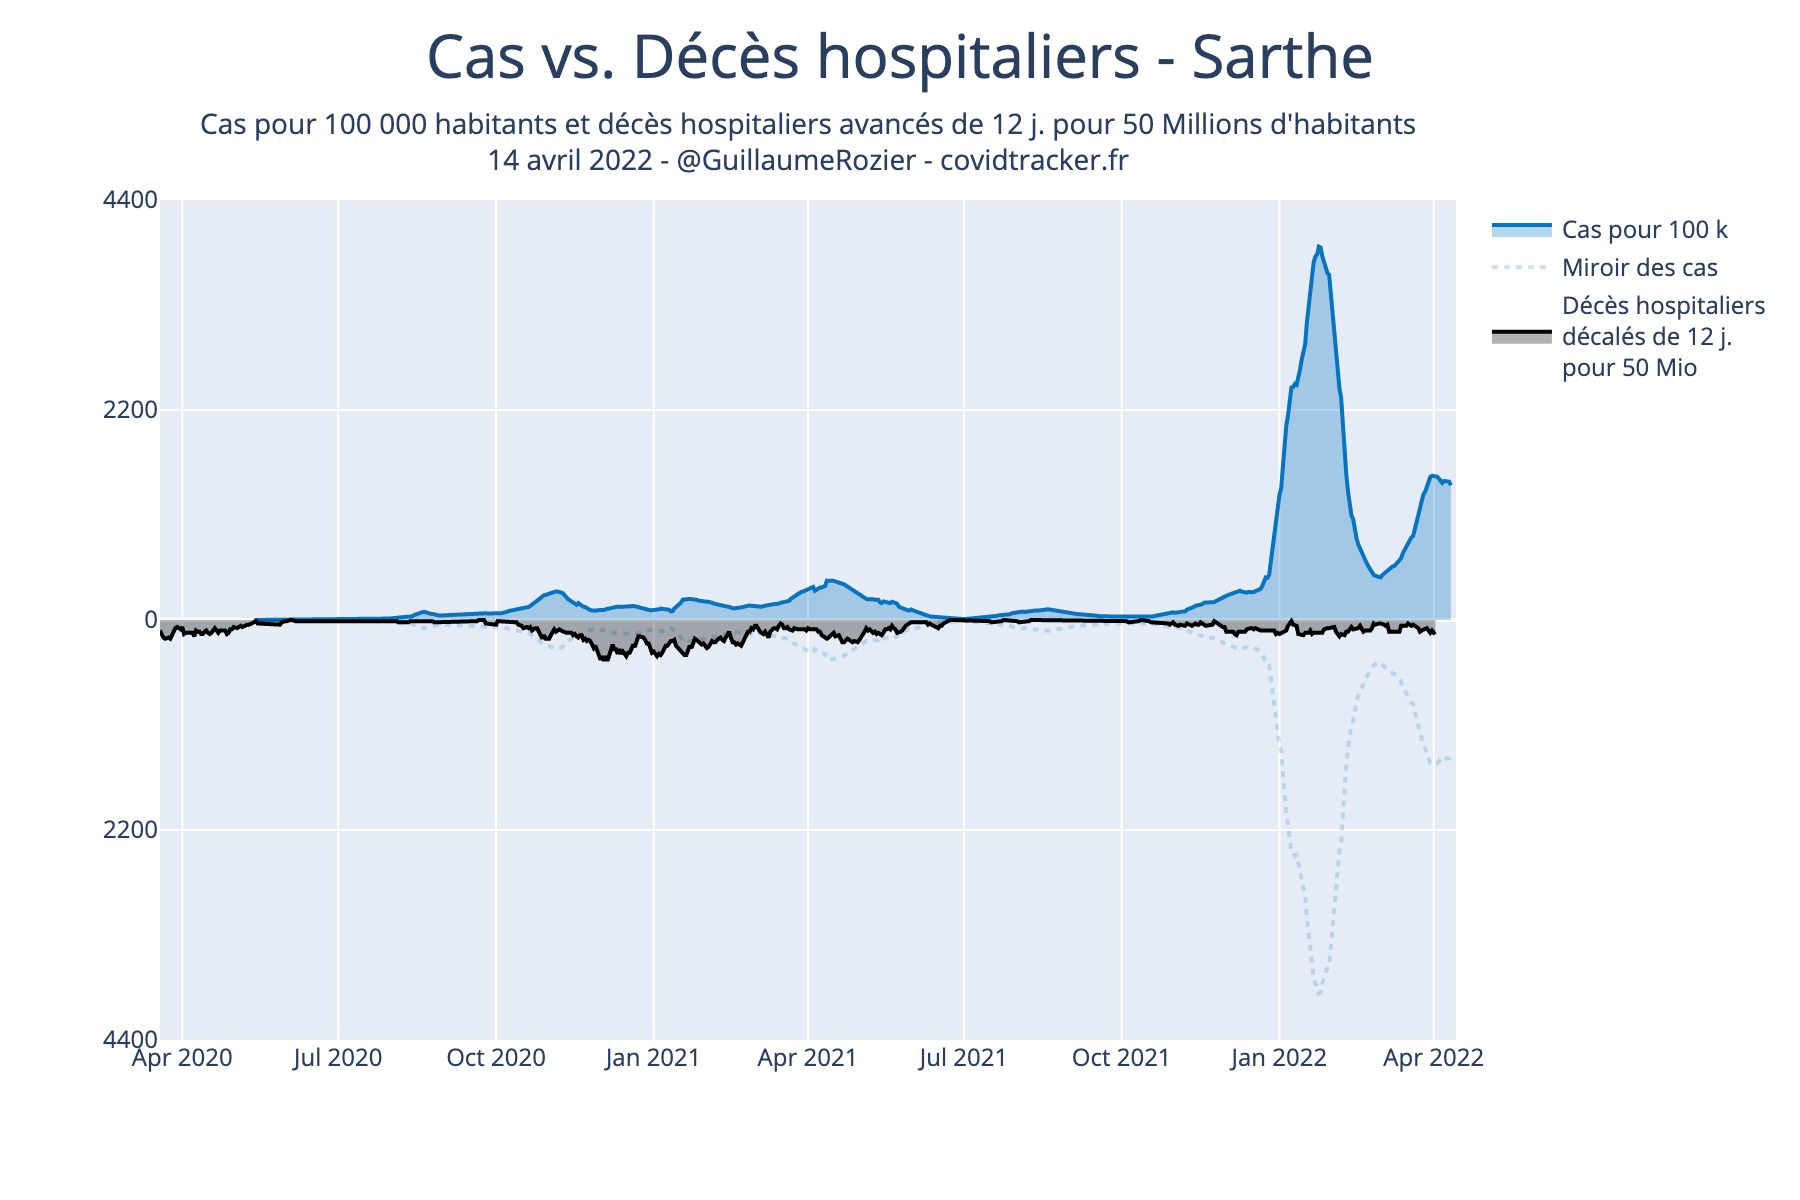 Cas vs. Décès hospitaliers - Sarthe
Cas pour 100 000 habitants et décès hospitaliers avancés de 12 j. pour 50 Millions d'habitants
14 avril 2022 - @GuillaumeRozier - covidtracker.fr
4400
2200
0
2200
4400
Apr 2020
Jul 2020
Oct 2020
Jan 2021
Apr 2021
Jul 2021
Oct 2021
Jan 2022
Apr 2022
Cas pour 100 k
Miroir des cas
Décès hospitaliers
décalés de 12 j.
pour 50 Mio